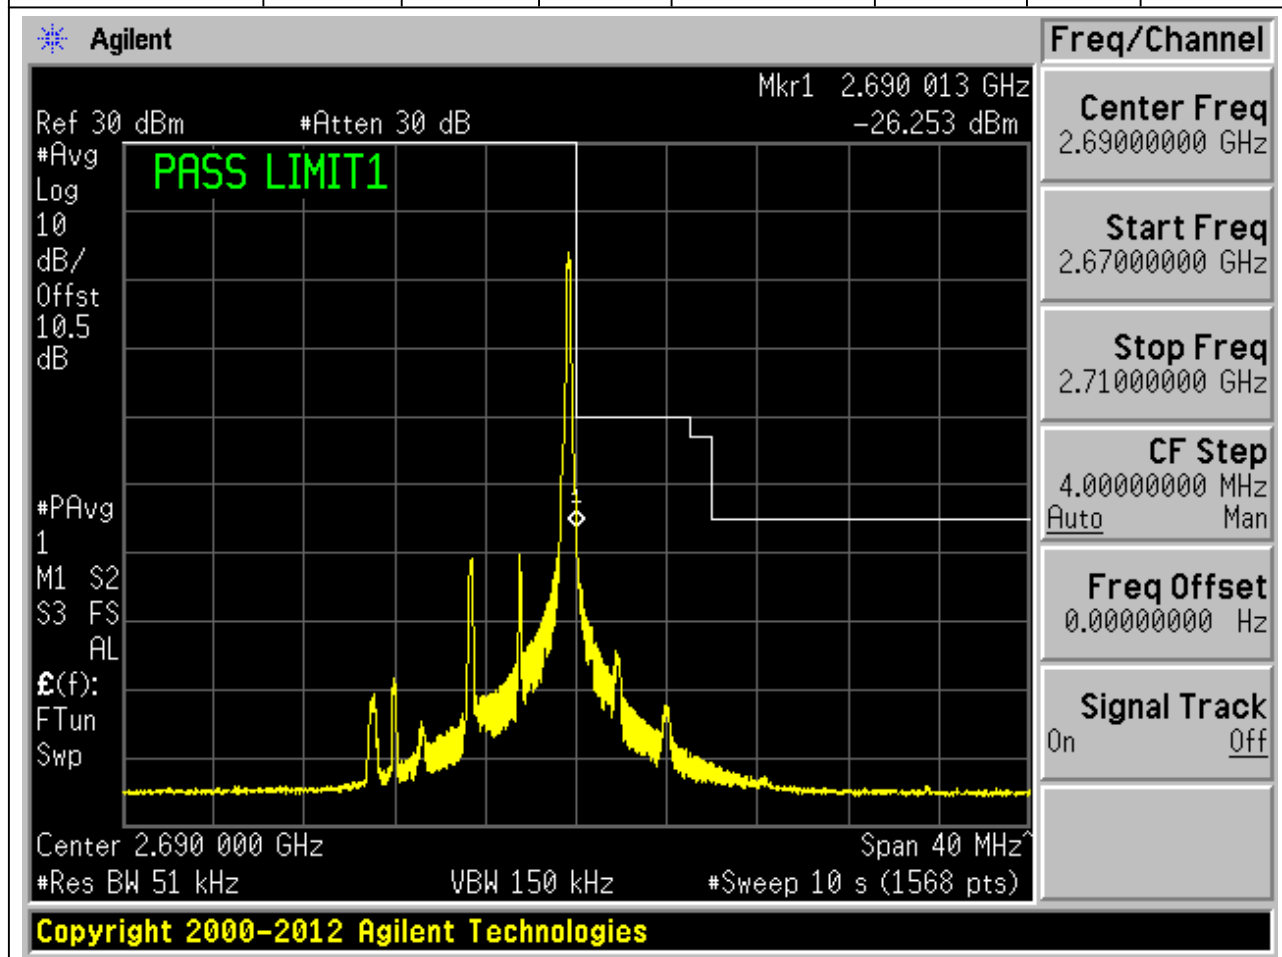 Agilent
Freq/Channel
Mkr1 2.690 013 GHz
Ref 30 dBm #Atten 30 dB -26.253 dBm
#Avg
Log
10
dB/
Offst
10.5
dB
PASS LIMIT1
#PAvg
1
M1 S2
S3 FS
AL
£(f):
FTun
Swp
1
Center 2.690 000 GHz Span 40 MHz^
#Res BW 51 kHz VBW 150 kHz #Sweep 10 s (1568 pts)
Center Freq
2.69000000 GHz
Start Freq
2.67000000 GHz
Stop Freq
2.71000000 GHz
CF Step
4.00000000 MHz
Auto Man
Freq Offset
0.00000000 Hz
Signal Track
On Off
Copyright 2000-2012 Agilent Technologies